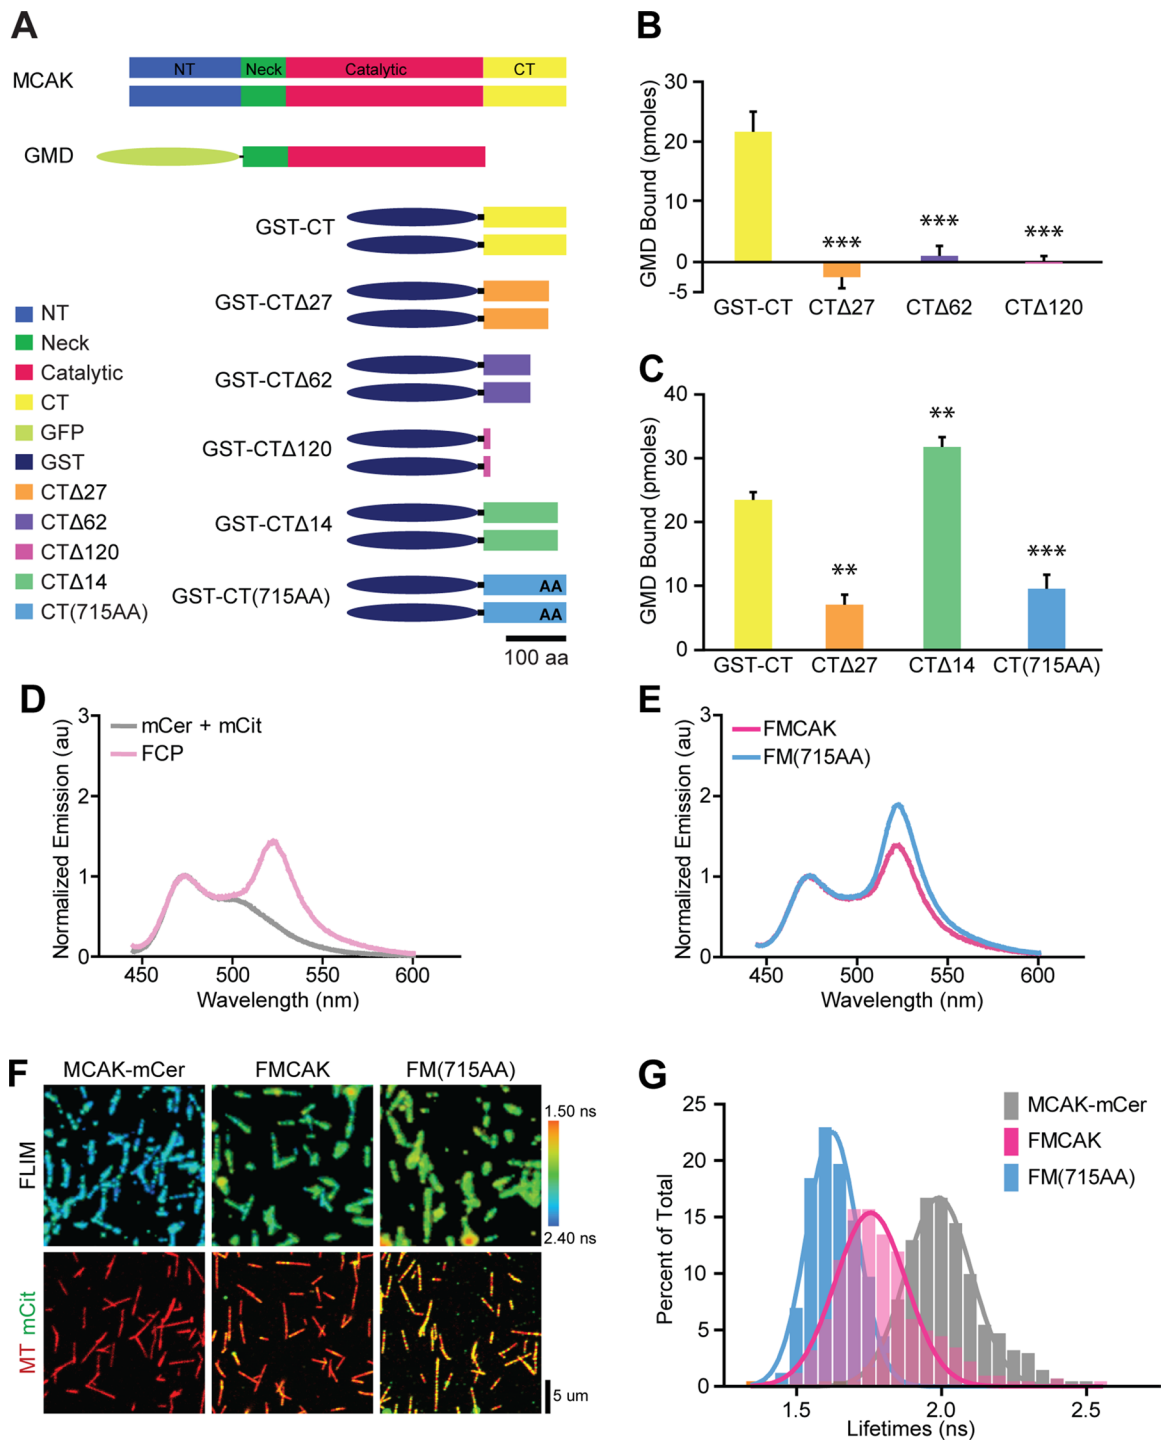 A
MCAK
NT Neck Catalytic CT
GMD
GST-CT
GST-CTΔ27
GST-CTΔ62
GST-CTΔ120
GST-CTΔ14
GST-CT(715AA)
AA
AA
100 aa
NT
Neck
Catalytic
CT
GFP
GST
CTΔ27
CTΔ62
CTΔ120
CTΔ14
CT(715AA)
B
GMD Bound (pmoles)
30
20
10
0
-5
***
***
***
GST-CT CTΔ27 CTΔ62 CTΔ120
C
GMD Bound (pmoles)
40
30
20
10
0
**
**
***
GST-CT CTΔ27 CTΔ14 CT(715AA)
D
Normalized Emission (au)
3
2
1
0
mCer + mCit
FCP
450 500 550 600
Wavelength (nm)
E
Normalized Emission (au)
3
2
1
0
FMCAK
FM(715AA)
450 500 550 600
Wavelength (nm)
F
MCAK-mCer FMCAK FM(715AA)
FLIM
1.50 ns
2.40 ns
MT mCit
5 um
G
Percent of Total
25
20
15
10
5
0
MCAK-mCer
FMCAK
FM(715AA)
1.5 2.0 2.5
Lifetimes (ns)